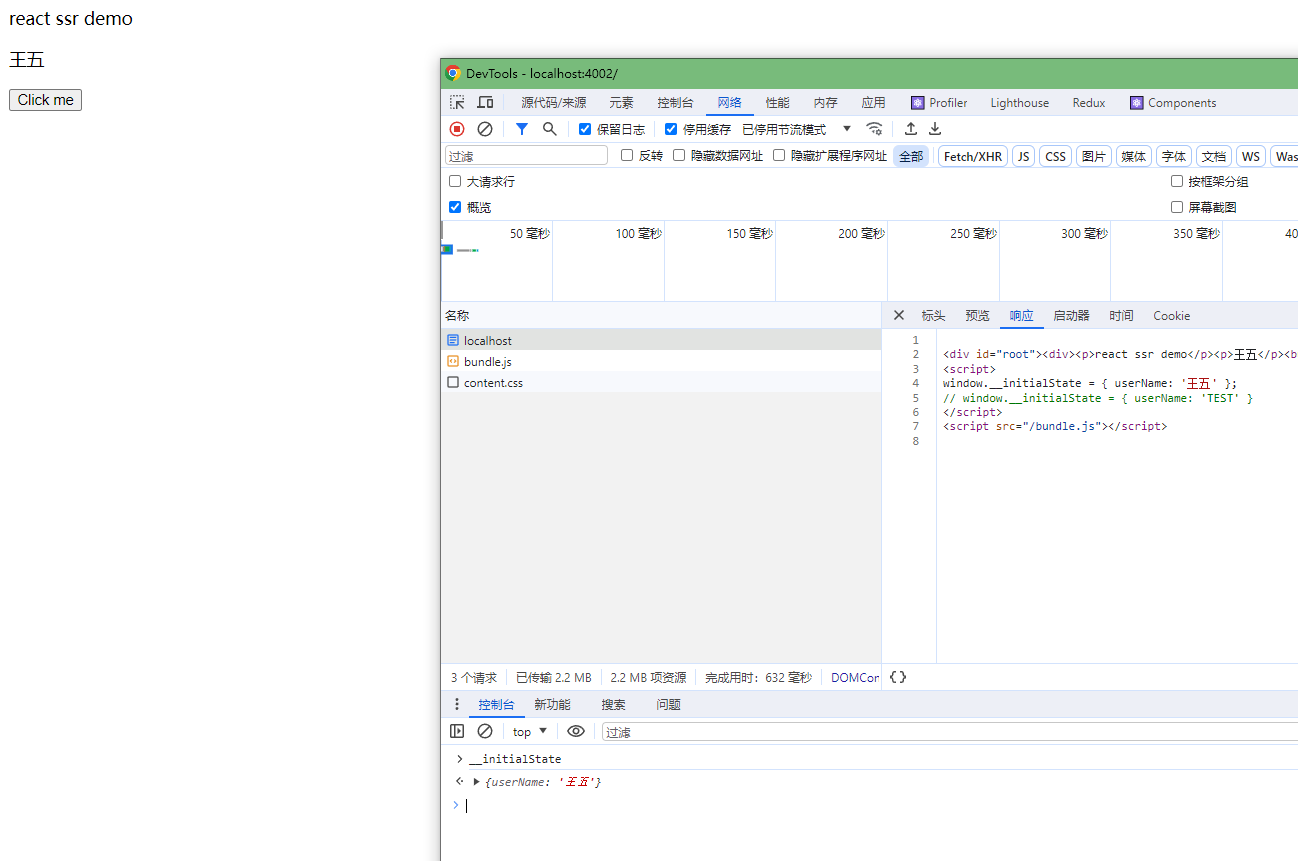 react ssr demo
王五
Click me
DevTools - localhost:4002/
源代码/来源 元素 控制台 网络 性能 内存 应用 Profiler Lighthouse Redux Components
保留日志 停用缓存 已停用节流模式
过滤 反转 隐藏数据网址 隐藏扩展程序网址 全部 Fetch/XHR JS CSS 图片 媒体 字体 文档 WS Was
大请求行 按框架分组
概览 屏幕截图
50 毫秒 100 毫秒 150 毫秒 200 毫秒 250 毫秒 300 毫秒 350 毫秒 40
名称 标头 预览 响应 启动器 时间 Cookie
localhost
bundle.js
content.css
1
2 <div id="root"><div><p>react ssr demo</p><p>王五</p><b
3 <script>
4 window.__initialState = { userName: '王五' };
5 // window.__initialState = { userName: 'TEST' }
6 </script>
7 <script src="/bundle.js"></script>
8
3 个请求 已传输 2.2 MB 2.2 MB 项资源 完成用时：632 毫秒 DOMCon {}
控制台 新功能 搜索 问题
top 过滤
> __initialState
{userName: '王五'}
>